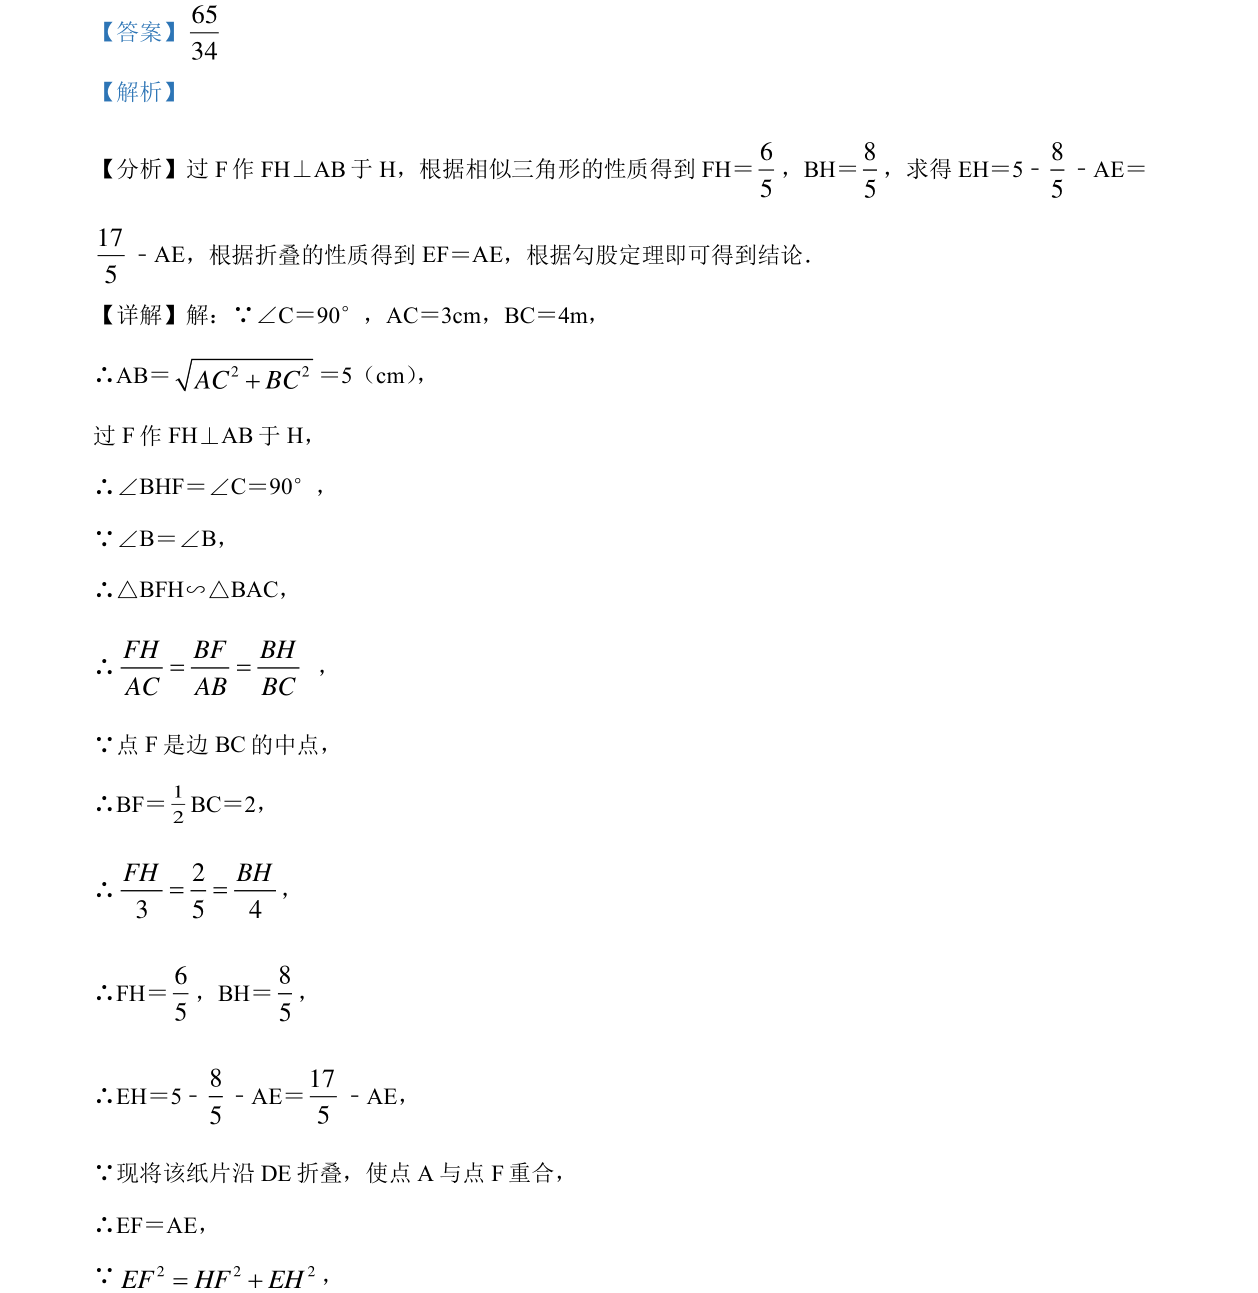 【答案】65/34
【解析】
【分析】过 F 作 FH⊥AB 于 H，根据相似三角形的性质得到 FH＝6/5，BH＝8/5，求得 EH＝5﹣8/5﹣AE＝
17/5﹣AE，根据折叠的性质得到 EF＝AE，根据勾股定理即可得到结论．
【详解】解：∵∠C＝90°，AC＝3cm，BC＝4m，
∴AB＝√(AC²+BC²)＝5（cm），
过 F 作 FH⊥AB 于 H，
∴∠BHF＝∠C＝90°，
∵∠B＝∠B，
∴△BFH∽△BAC，
∴FH/AC=BF/AB=BH/BC ，
∵点 F 是边 BC 的中点，
∴BF＝1/2BC＝2，
∴FH/3=2/5=BH/4，
∴FH＝6/5，BH＝8/5，
∴EH＝5﹣8/5﹣AE＝17/5﹣AE，
∵现将该纸片沿 DE 折叠，使点 A 与点 F 重合，
∴EF＝AE，
∵EF²=HF²+EH²，